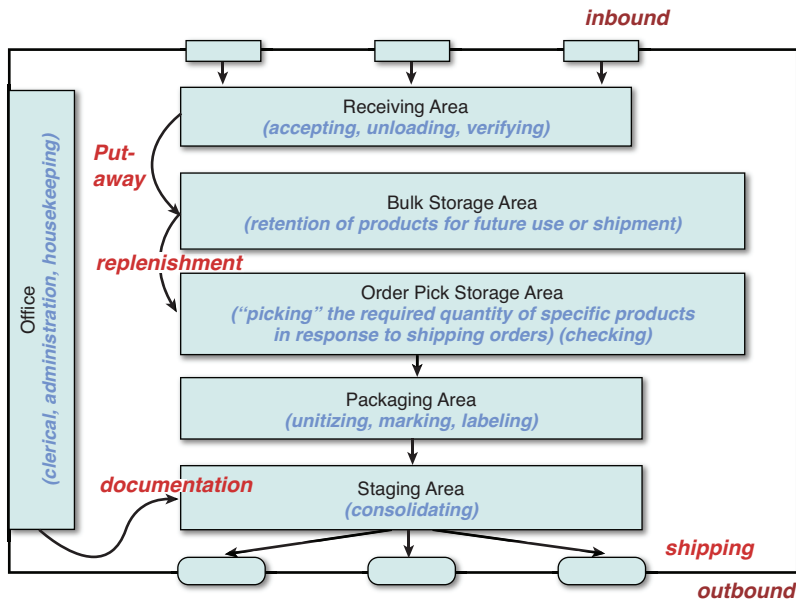 inbound
Receiving Area
(accepting, unloading, verifying)
Put-
away
Bulk Storage Area
(retention of products for future use or shipment)
replenishment
Order Pick Storage Area
(“picking” the required quantity of specific products
in response to shipping orders) (checking)
Office
(clerical, administration, housekeeping)
Packaging Area
(unitizing, marking, labeling)
documentation
Staging Area
(consolidating)
shipping
outbound